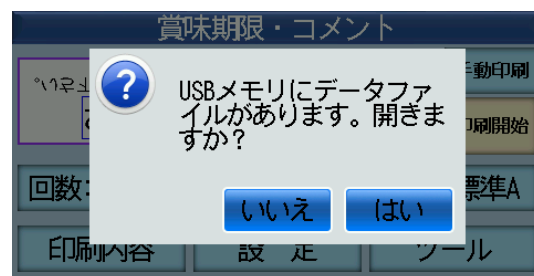 賞味期限・コメント
USBメモリにデータファ
イルがあります。開きま
すか?
手動印刷
印刷開始
回数:
標準A
いいえ
はい
印刷内容
設 定
ツール